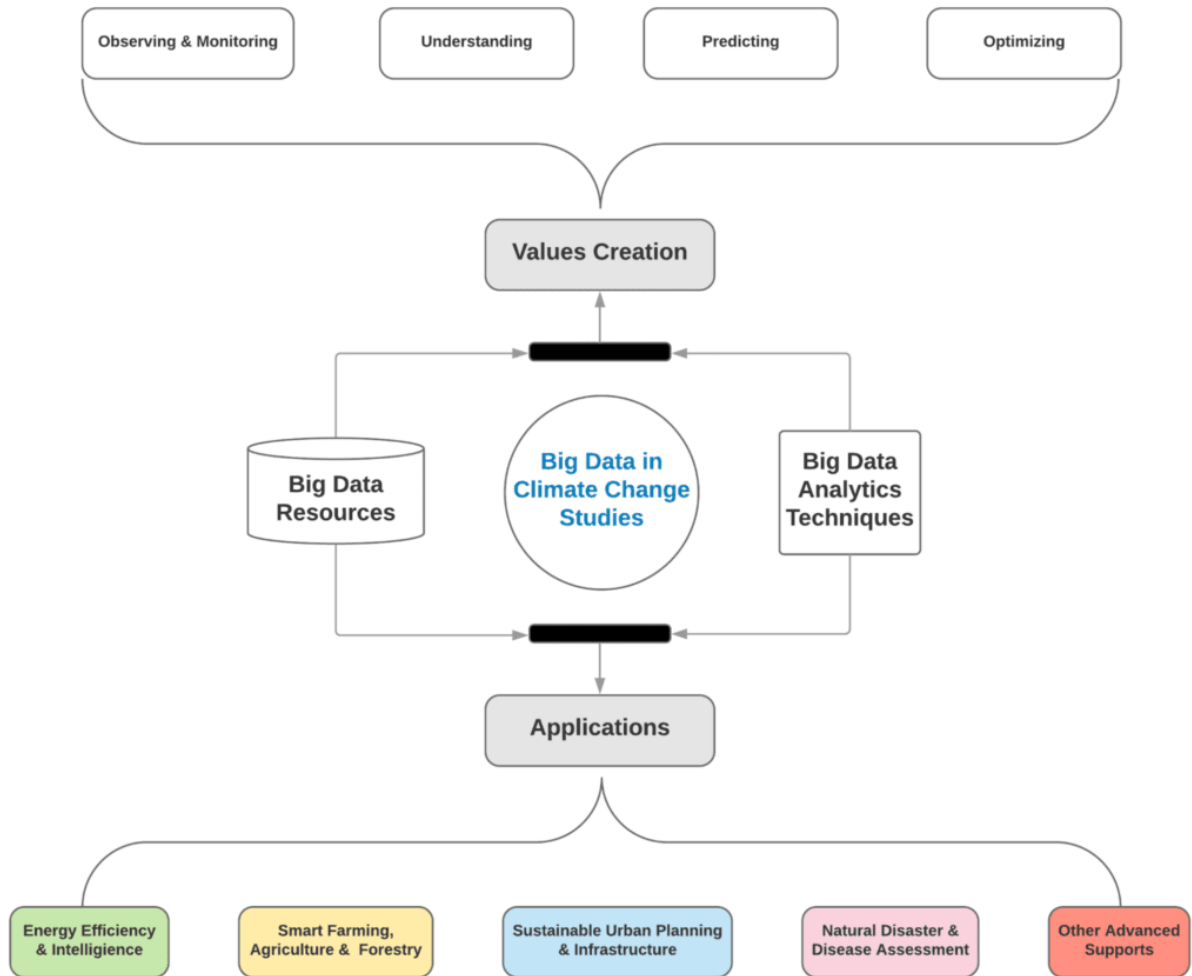 Observing & Monitoring
Understanding
Predicting
Optimizing
Values Creation
Big Data
Resources
Big Data in
Climate Change
Studies
Big Data
Analytics
Techniques
Applications
Energy Efficiency
& Intelligience
Smart Farming,
Agriculture & Forestry
Sustainable Urban Planning
& Infrastructure
Natural Disaster &
Disease Assessment
Other Advanced
Supports